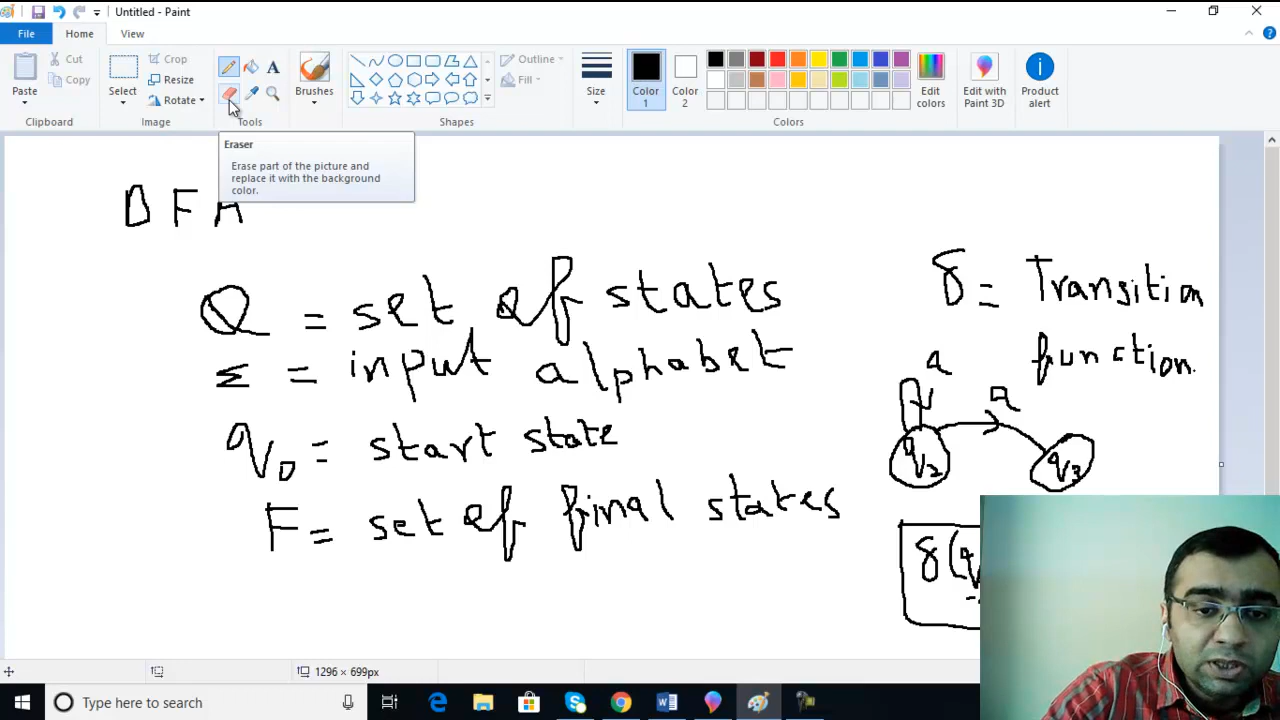 Untitled - Paint
File
Home
View
Paste
Cut
Copy
Clipboard
Select
Crop
Resize
Rotate
Image
A
Tools
Brushes
Outline
Fill
Shapes
Size
Color 1
Color 2
Edit colors
Colors
Edit with Paint 3D
Product alert
Eraser
Erase part of the picture and
replace it with the background
color.
DFA
Q = set of states
Σ = input alphabet
q0 = start state
F = set of final states
δ = Transition
function.
a
a
q2
q3
δ(q
1296 × 699px
Type here to search